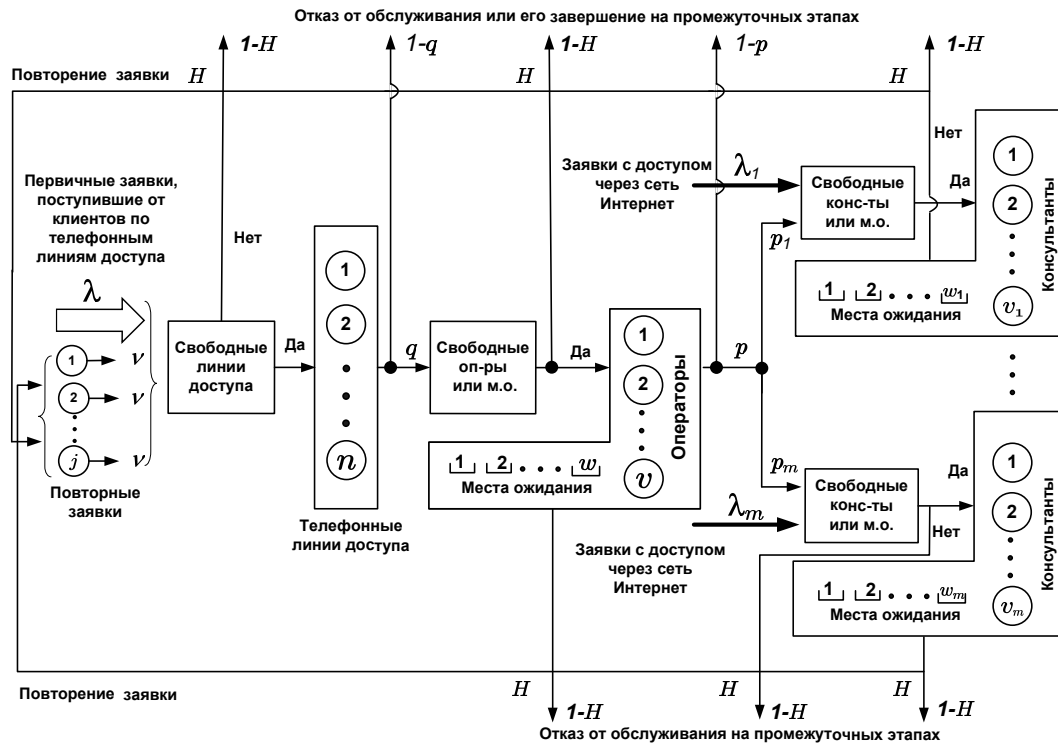 Отказ от обслуживания или его завершение на промежуточных этапах
1-H
1-q
1-H
1-p
1-H
Повторение заявки
H
H
H
Нет
Первичные заявки,
поступившие от
клиентов по
телефонным
линиям доступа
λ
1
ν
2
ν
j
ν
Повторные
заявки
Нет
Свободные
линии
доступа
Да
1
2
n
Телефонные
линии доступа
q
Свободные
оп-ры
или м.о.
Да
1
2
v
Операторы
1 2 w
Места ожидания
p
Заявки с доступом
через сеть
Интернет
λ1
p1
Свободные
конс-ты
или м.о.
Да
1
2
v1
Консультанты
1 2 w1
Места ожидания
pm
λm
Заявки с доступом
через сеть
Интернет
Свободные
конс-ты
или м.о.
Да
Нет
1
2
vm
Консультанты
1 2 wm
Места ожидания
Повторение заявки
H
H
H
1-H
1-H
1-H
Отказ от обслуживания на промежуточных этапах